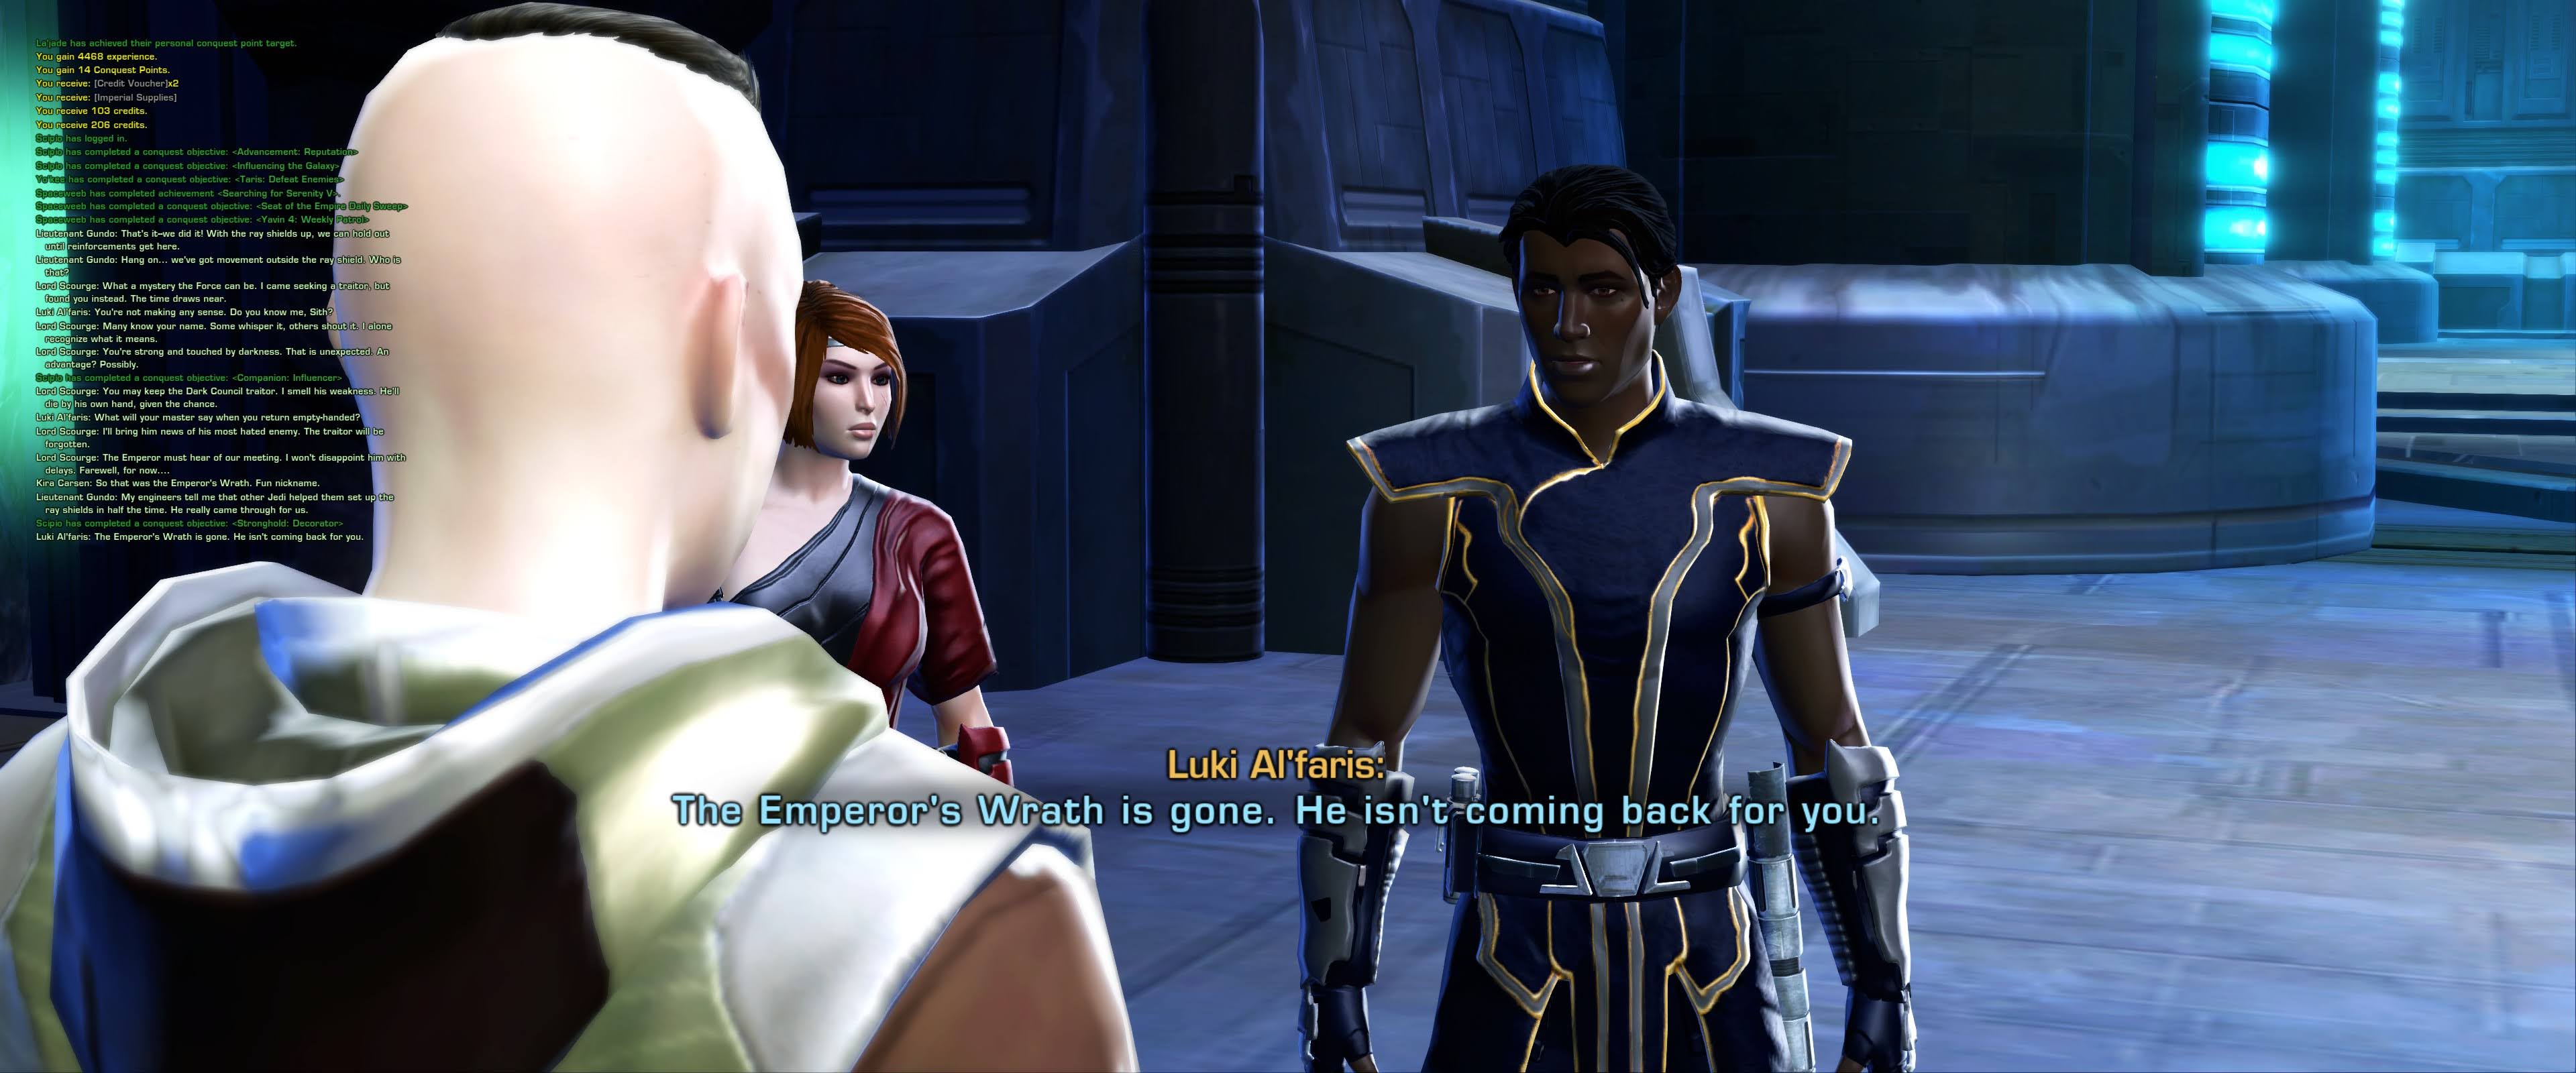 La'jade has achieved their personal conquest point target.
You gain 4468 experience.
You gain 14 Conquest Points.
You receive: [Credit Voucher]x2
You receive: [Imperial Supplies]
You receive 103 credits.
You receive 206 credits.
Scipio has logged in.
Scipio has completed a conquest objective: <Advancement: Reputation>
Scipio has completed a conquest objective: <Influencing the Galaxy>
Yo'kes has completed a conquest objective: <Taris: Defeat Enemies>
Spaceweeb has completed achievement <Searching for Serenity V>.
Spaceweeb has completed a conquest objective: <Seat of the Empire Daily Sweep>
Spaceweeb has completed a conquest objective: <Yavin 4: Weekly Patrol>
Lieutenant Gundo: That's it–we did it! With the ray shields up, we can hold out
until reinforcements get here.
Lieutenant Gundo: Hang on... we've got movement outside the ray shield. Who is
that?
Lord Scourge: What a mystery the Force can be. I came seeking a traitor, but
found you instead. The time draws near.
Luki Al'faris: You're not making any sense. Do you know me, Sith?
Lord Scourge: Many know your name. Some whisper it, others shout it. I alone
recognize what it means.
Lord Scourge: You're strong and touched by darkness. That is unexpected. An
advantage? Possibly.
Scipio has completed a conquest objective: <Companion: Influencer>
Lord Scourge: You may keep the Dark Council traitor. I smell his weakness. He'll
die by his own hand, given the chance.
Luki Al'faris: What will your master say when you return empty-handed?
Lord Scourge: I'll bring him news of his most hated enemy. The traitor will be
forgotten.
Lord Scourge: The Emperor must hear of our meeting. I won't disappoint him with
delays. Farewell, for now....
Kira Carsen: So that was the Emperor's Wrath. Fun nickname.
Lieutenant Gundo: My engineers tell me that other Jedi helped them set up the
ray shields in half the time. He really came through for us.
Scipio has completed a conquest objective: <Stronghold: Decorator>
Luki Al'faris: The Emperor's Wrath is gone. He isn't coming back for you.
Luki Al'faris:
The Emperor's Wrath is gone. He isn't coming back for you.